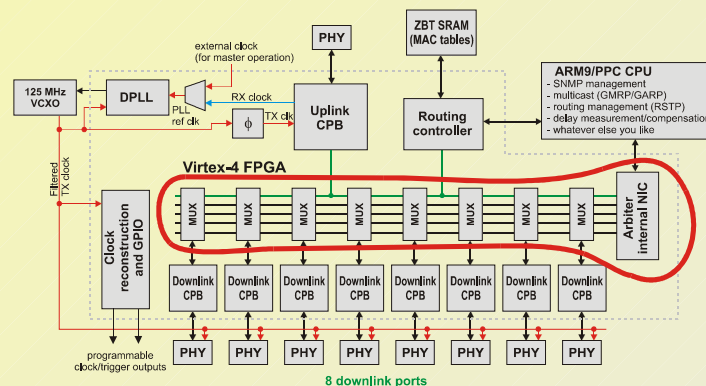 PHY
ZBT SRAM
(MAC tables)
external clock
(for master operation)
ARM9/PPC CPU
- SNMP management
- multicast (GMRP/GARP)
- routing management (RSTP)
- delay measurement/compensation
- whatever else you like
125 MHz
VCXO
DPLL
PLL
ref clk
RX clock
TX clk
ϕ
Uplink
CPB
Routing
controller
Filtered
TX clock
Virtex-4 FPGA
Clock
reconstruction
and GPIO
MUX
MUX
MUX
MUX
MUX
MUX
MUX
MUX
Arbiter
internal NIC
Downlink
CPB
Downlink
CPB
Downlink
CPB
Downlink
CPB
Downlink
CPB
Downlink
CPB
Downlink
CPB
Downlink
CPB
programmable
clock/trigger outputs
PHY
PHY
PHY
PHY
PHY
PHY
PHY
PHY
8 downlink ports